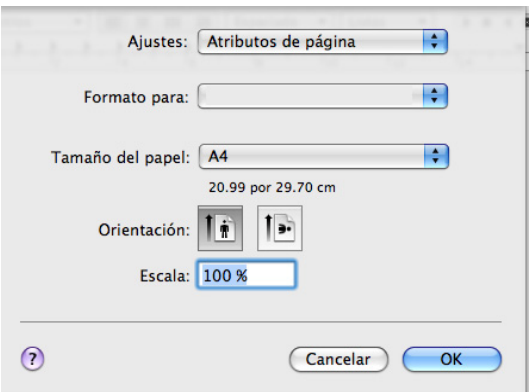 Ajustes: Atributos de página
Formato para:
Tamaño del papel: A4
20.99 por 29.70 cm
Orientación:
Escala: 100 %
? Cancelar OK